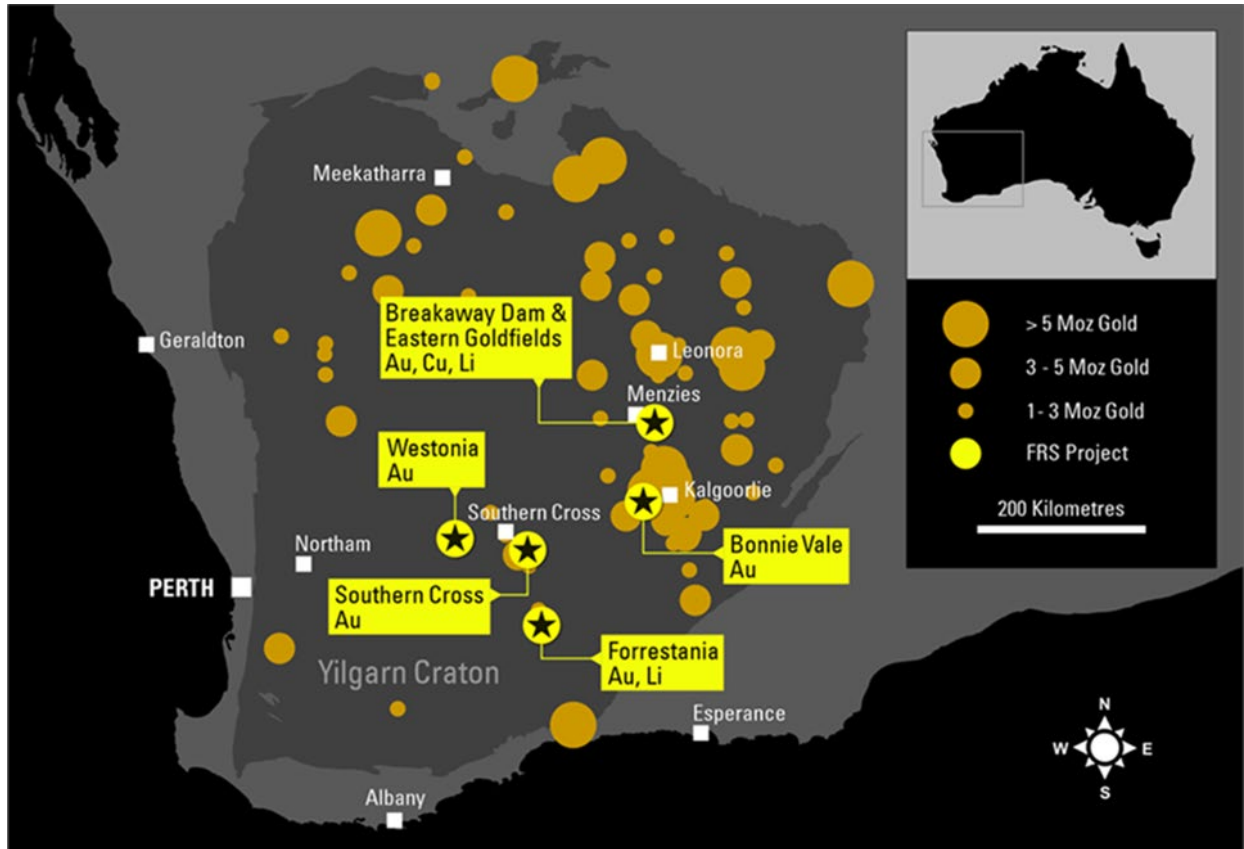 Meekatharra
Geraldton
Breakaway Dam &
Eastern Goldfields
Au, Cu, Li
Leonora
Menzies
Westonia
Au
Southern Cross
Kalgoorlie
Northam
PERTH
Southern Cross
Au
Bonnie Vale
Au
Forrestania
Au, Li
Yilgarn Craton
Esperance
Albany
> 5 Moz Gold
3 - 5 Moz Gold
1- 3 Moz Gold
FRS Project
200 Kilometres
N
W E
S